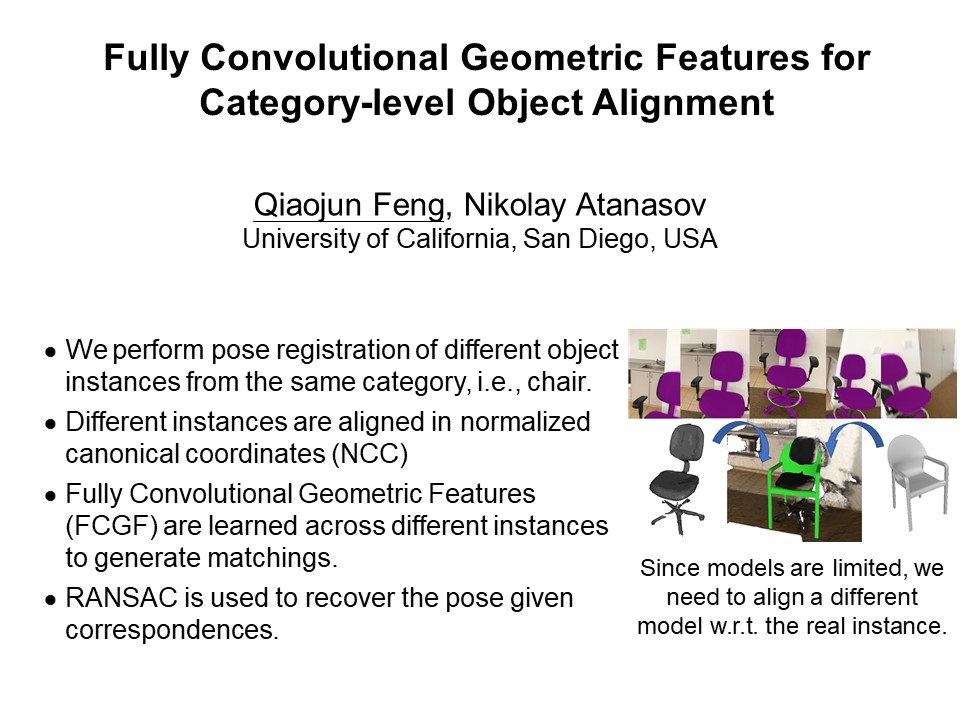 Fully Convolutional Geometric Features for
Category-level Object Alignment
Qiaojun Feng, Nikolay Atanasov
University of California, San Diego, USA
● We perform pose registration of different object
instances from the same category, i.e., chair.
● Different instances are aligned in normalized
canonical coordinates (NCC)
● Fully Convolutional Geometric Features
(FCGF) are learned across different instances
to generate matchings.
● RANSAC is used to recover the pose given
correspondences.
Since models are limited, we
need to align a different
model w.r.t. the real instance.